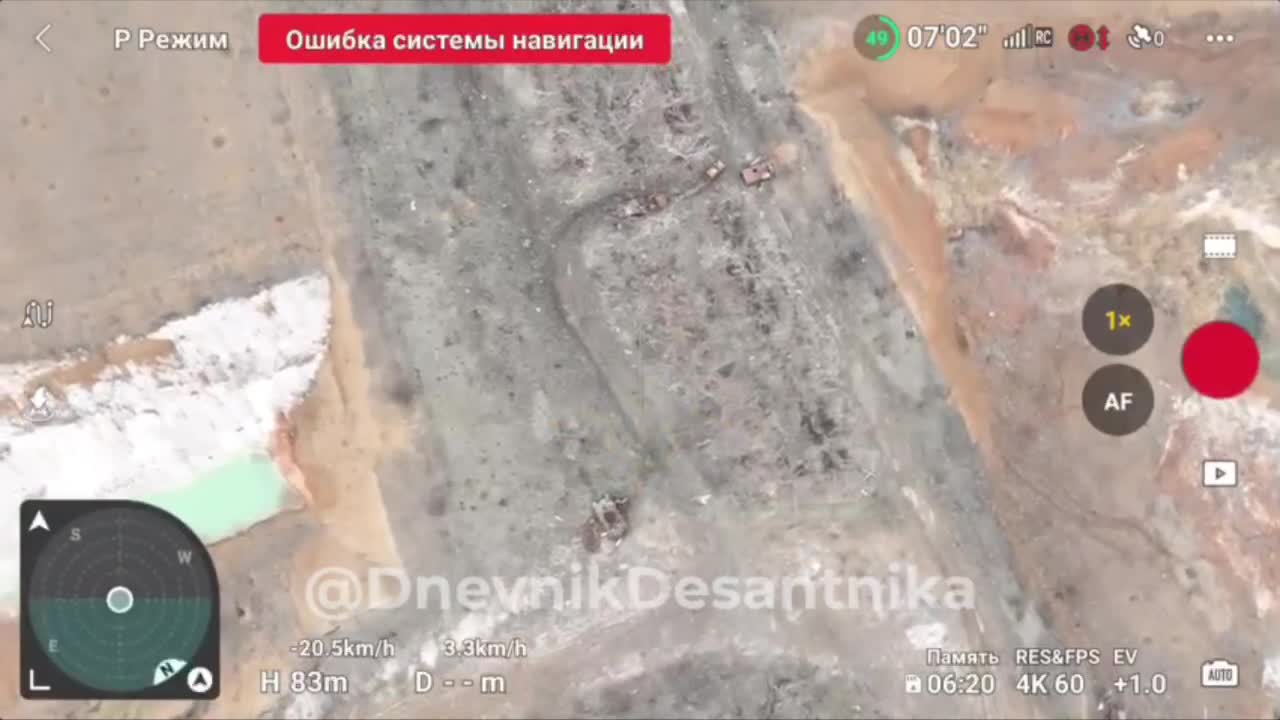 Р Режим
Ошибка системы навигации
49
07'02"
RC
0
1×
AF
S
W
E
N
@DnevnikDesantnika
-20.5km/h
3.3km/h
H 83m
D - - m
Память
RES&FPS
EV
06:20
4K 60
+1.0
AUTO